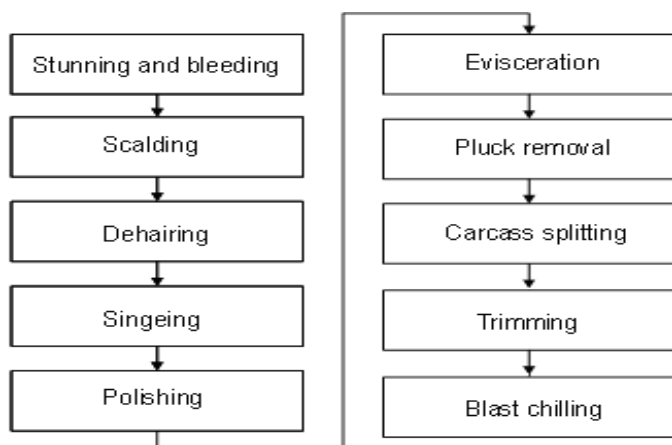 Stunning and bleeding
Scalding
Dehairing
Singeing
Polishing
Evisceration
Pluck removal
Carcass splitting
Trimming
Blast chilling